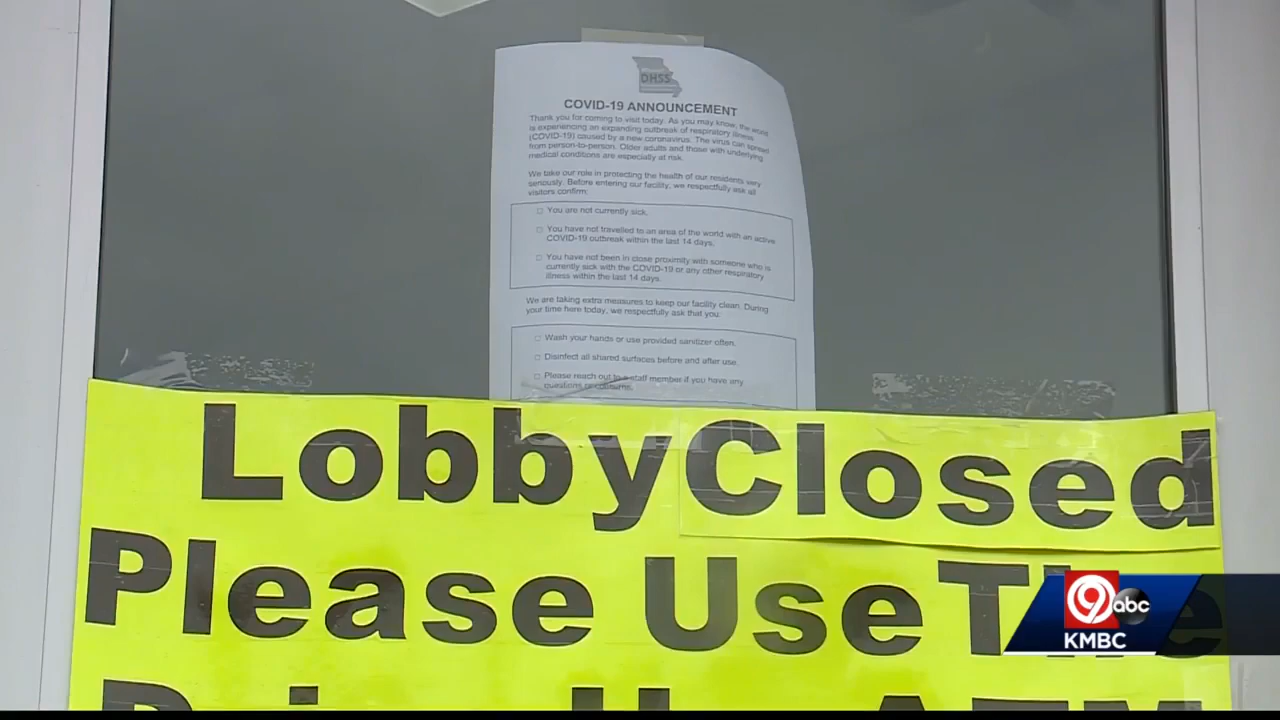 DHSS
COVID-19 ANNOUNCEMENT
Thank you for coming to visit today. As you may know, the world
is experiencing an expanding outbreak of respiratory illness
(COVID-19) caused by a new coronavirus. The virus can spread
from person-to-person. Older adults and those with underlying
medical conditions are especially at risk.
We take our role in protecting the health of our residents very
seriously. Before entering our facility, we respectfully ask all
visitors confirm:
You are not currently sick.
You have not travelled to an area of the world with an active
COVID-19 outbreak within the last 14 days.
You have not been in close proximity with someone who is
currently sick with the COVID-19 or any other respiratory
illness within the last 14 days.
We are taking extra measures to keep our facility clean. During
your time here today, we respectfully ask that you:
Wash your hands or use provided sanitizer often.
Disinfect all shared surfaces before and after use.
Please reach out to a staff member if you have any
questions or concerns.
Lobby Closed
Please Use The
9 abc
KMBC